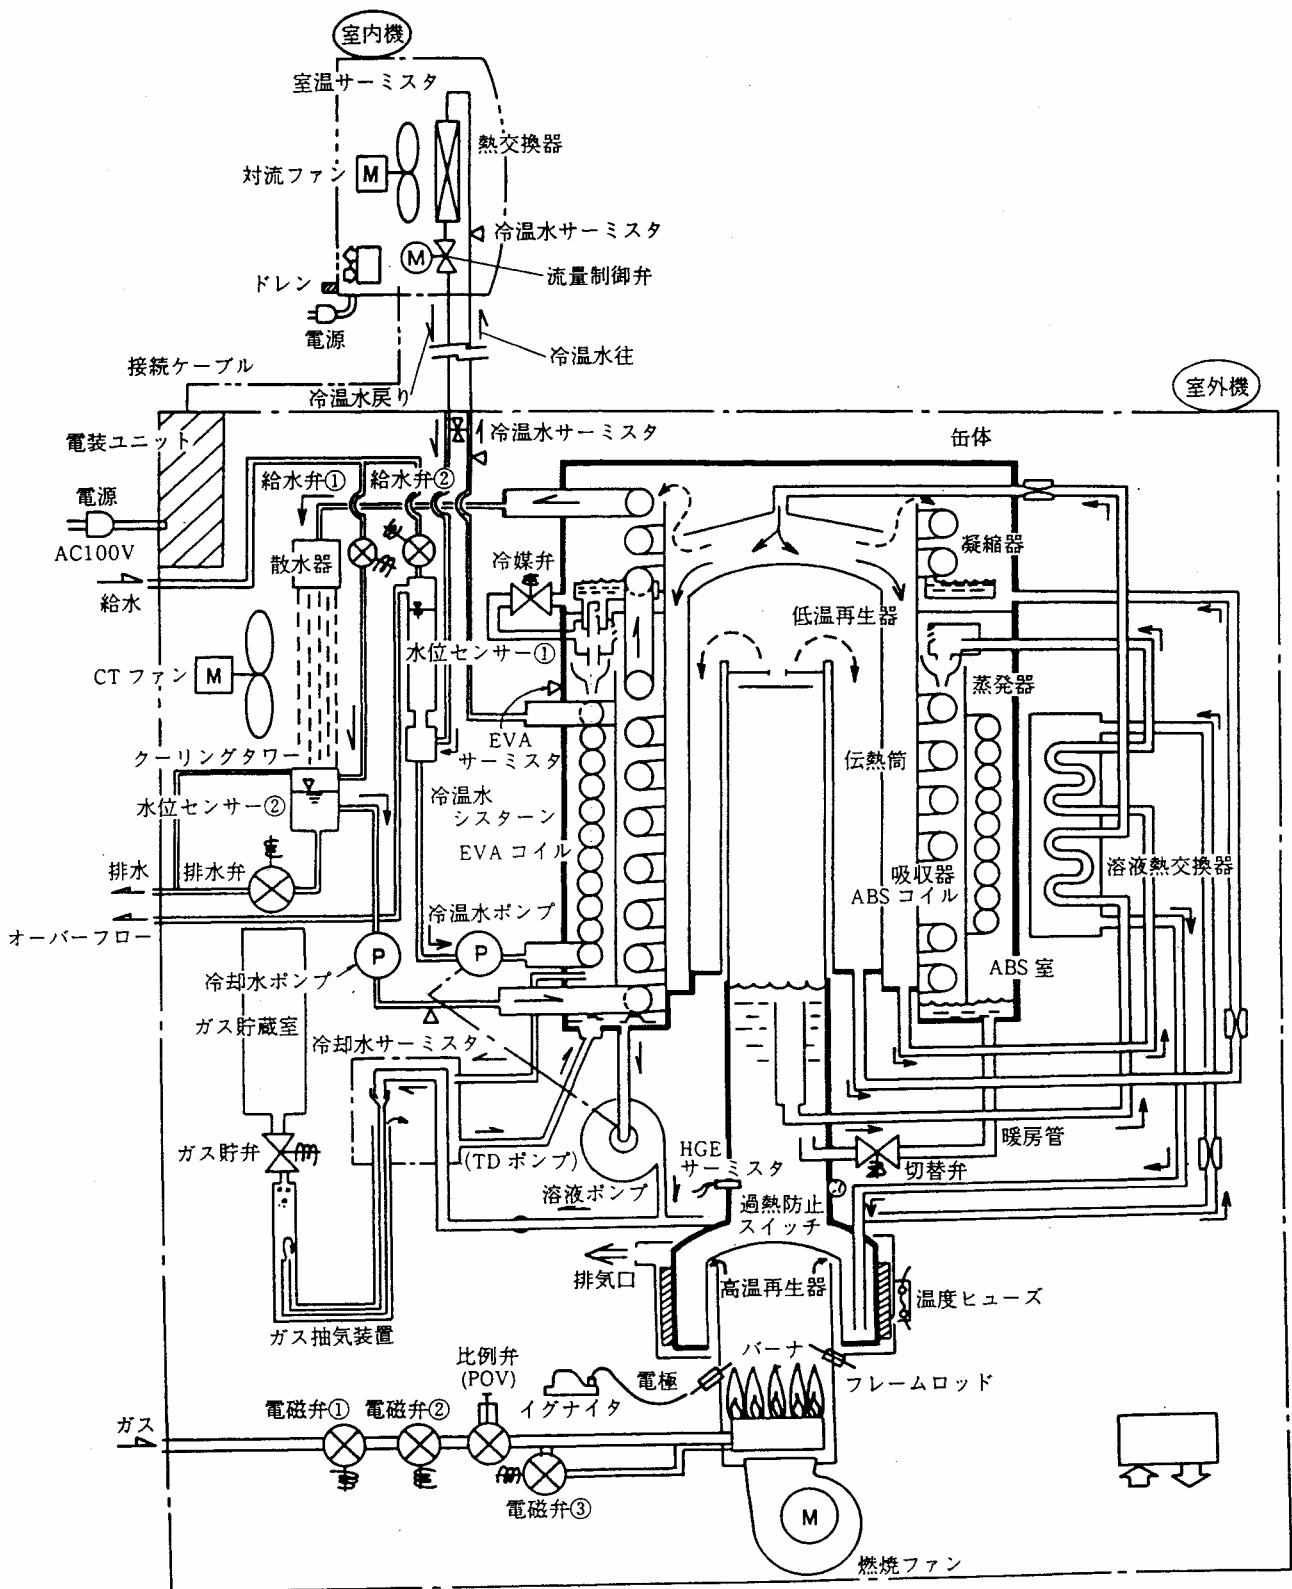 室内機
室温サーミスタ
熱交換器
対流ファン
M
冷温水サーミスタ
M
流量制御弁
ドレン
電源
冷温水往
接続ケーブル
冷温水戻り
室外機
電装ユニット
冷温水サーミスタ
缶体
給水弁①
給水弁②
電源
AC100V
散水器
冷媒弁
凝縮器
給水
低温再生器
水位センサー①
CTファン
M
蒸発器
EVA
サーミスタ
クーリングタワー
伝熱筒
水位センサー②
冷温水
シスターン
EVAコイル
排水
排水弁
吸収器
ABSコイル
溶液熱交換器
冷温水ポンプ
オーバーフロー
P
P
冷却水ポンプ
ABS室
ガス貯蔵室
冷却水サーミスタ
暖房管
ガス貯弁
(TDポンプ)
HGE
サーミスタ
切替弁
溶液ポンプ
過熱防止
スイッチ
排気口
高温再生器
温度ヒューズ
ガス抽気装置
バーナ
比例弁
(POV)
電極
フレームロッド
イグナイタ
ガス
電磁弁①
電磁弁②
電磁弁③
M
燃焼ファン